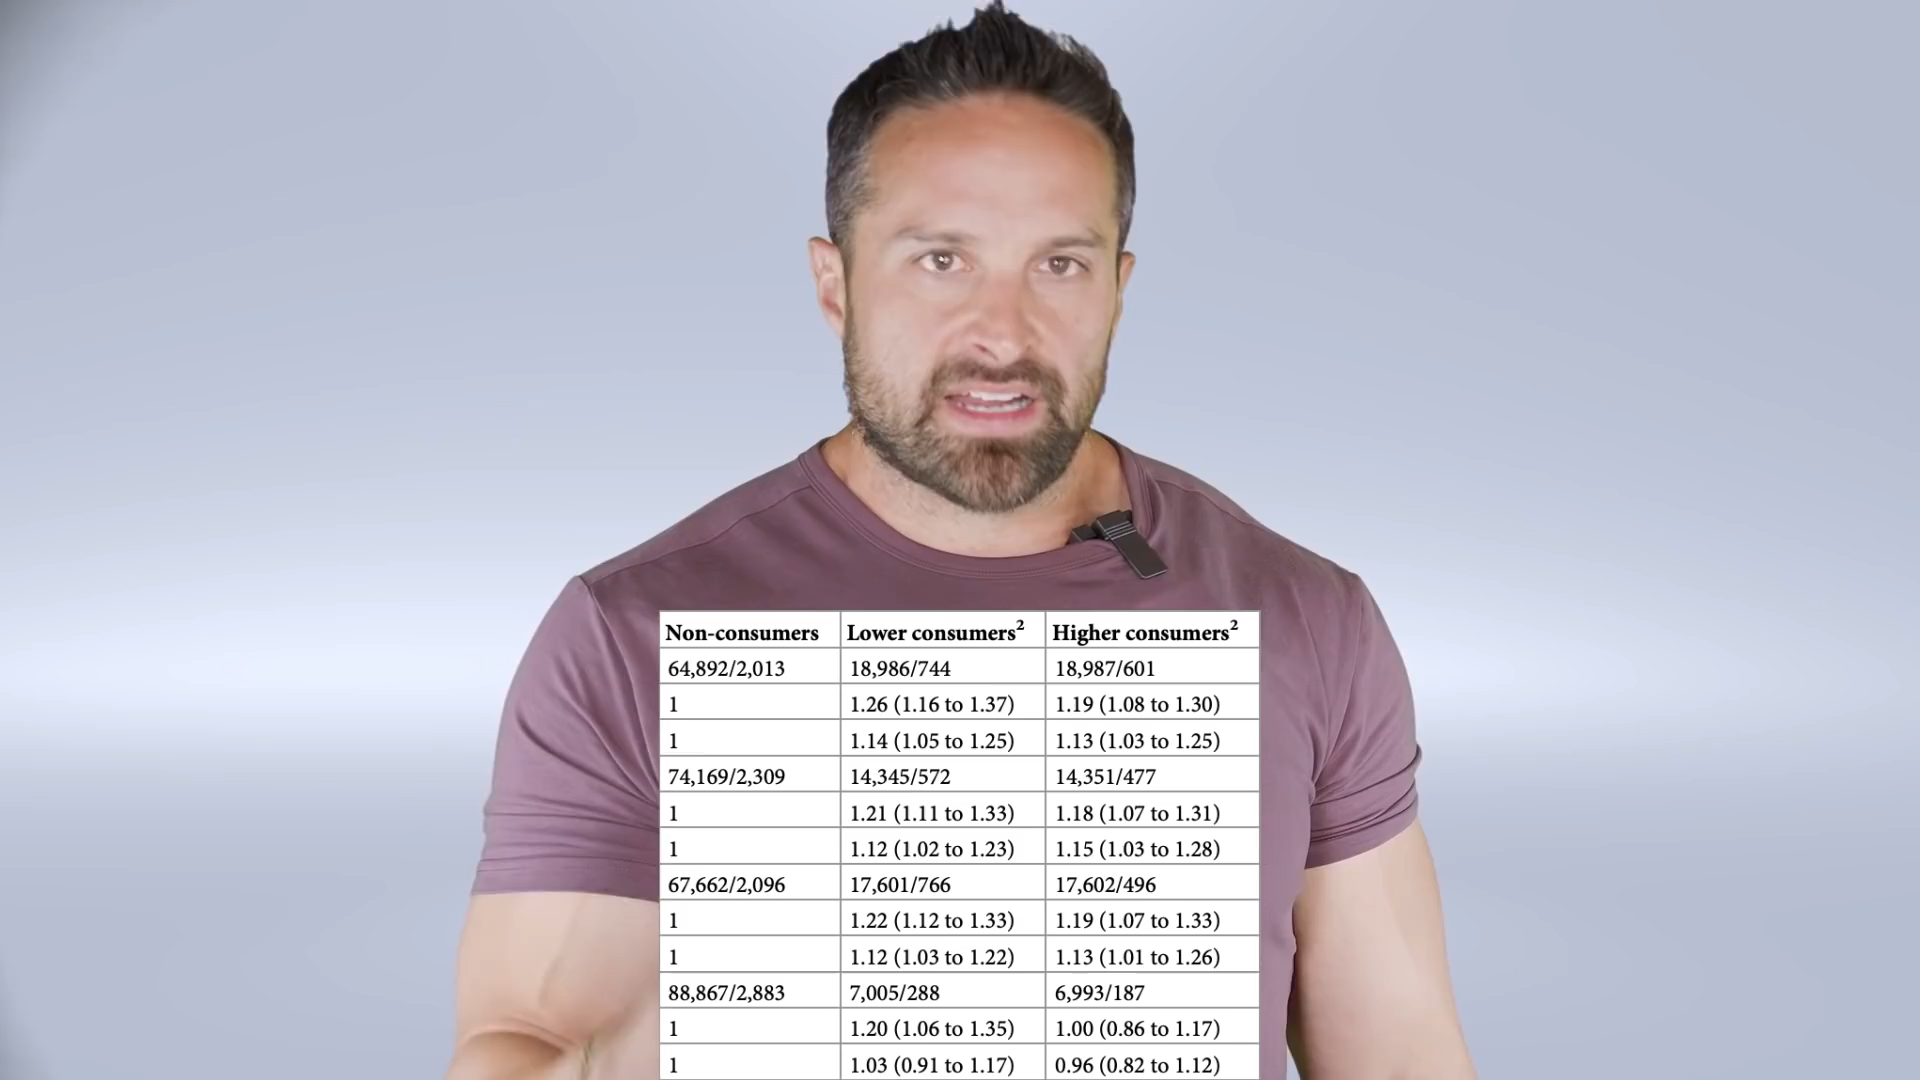 Non-consumers Lower consumers² Higher consumers²
64,892/2,013 18,986/744 18,987/601
1 1.26 (1.16 to 1.37) 1.19 (1.08 to 1.30)
1 1.14 (1.05 to 1.25) 1.13 (1.03 to 1.25)
74,169/2,309 14,345/572 14,351/477
1 1.21 (1.11 to 1.33) 1.18 (1.07 to 1.31)
1 1.12 (1.02 to 1.23) 1.15 (1.03 to 1.28)
67,662/2,096 17,601/766 17,602/496
1 1.22 (1.12 to 1.33) 1.19 (1.07 to 1.33)
1 1.12 (1.03 to 1.22) 1.13 (1.01 to 1.26)
88,867/2,883 7,005/288 6,993/187
1 1.20 (1.06 to 1.35) 1.00 (0.86 to 1.17)
1 1.03 (0.91 to 1.17) 0.96 (0.82 to 1.12)